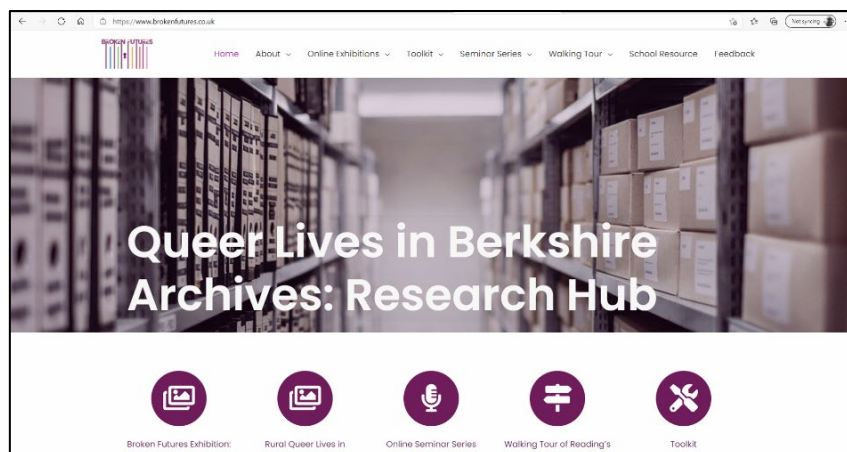 https://www.brokenfutures.co.uk
Not syncing
BROKEN FUTURES
Home About Online Exhibitions Toolkit Seminar Series Walking Tour School Resource Feedback
Queer Lives in Berkshire
Archives: Research Hub
Broken Futures Exhibition: Rural Queer Lives in Online Seminar Series Walking Tour of Reading's Toolkit